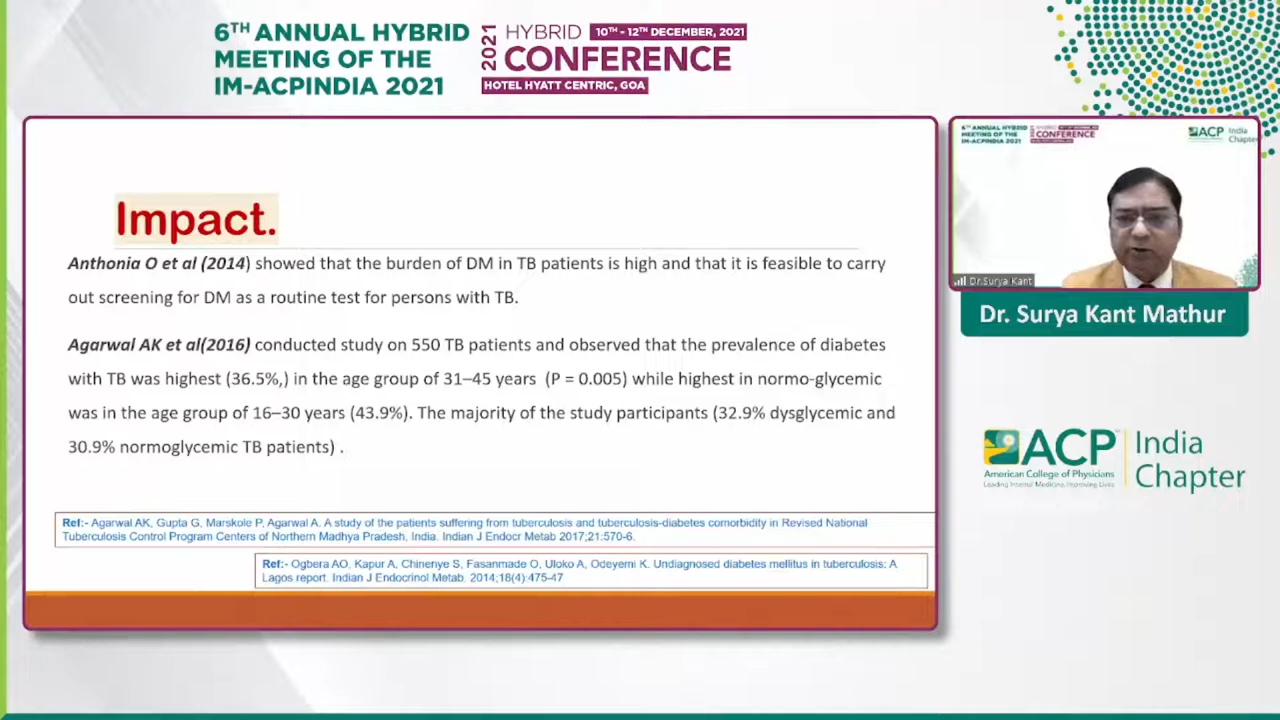 6TH ANNUAL HYBRID
MEETING OF THE
IM-ACPINDIA 2021
2021
HYBRID 10TH - 12TH DECEMBER, 2021
CONFERENCE
HOTEL HYATT CENTRIC, GOA
Impact.
Anthonia O et al (2014) showed that the burden of DM in TB patients is high and that it is feasible to carry
out screening for DM as a routine test for persons with TB.
Agarwal AK et al(2016) conducted study on 550 TB patients and observed that the prevalence of diabetes
with TB was highest (36.5%,) in the age group of 31–45 years (P = 0.005) while highest in normo-glycemic
was in the age group of 16–30 years (43.9%). The majority of the study participants (32.9% dysglycemic and
30.9% normoglycemic TB patients) .
Ref:- Agarwal AK, Gupta G, Marskole P, Agarwal A. A study of the patients suffering from tuberculosis and tuberculosis-diabetes comorbidity in Revised National
Tuberculosis Control Program Centers of Northern Madhya Pradesh, India. Indian J Endocr Metab 2017;21:570-6.
Ref:- Ogbera AO, Kapur A, Chinenye S, Fasanmade O, Uloko A, Odeyemi K. Undiagnosed diabetes mellitus in tuberculosis: A
Lagos report. Indian J Endocrinol Metab. 2014;18(4):475-47
6TH ANNUAL HYBRID
MEETING OF THE
IM-ACPINDIA 2021
CONFERENCE
ACP India
Chapter
Dr.Surya Kant
Dr. Surya Kant Mathur
ACP India
Chapter
American College of Physicians
Leading Internal Medicine, Improving Lives